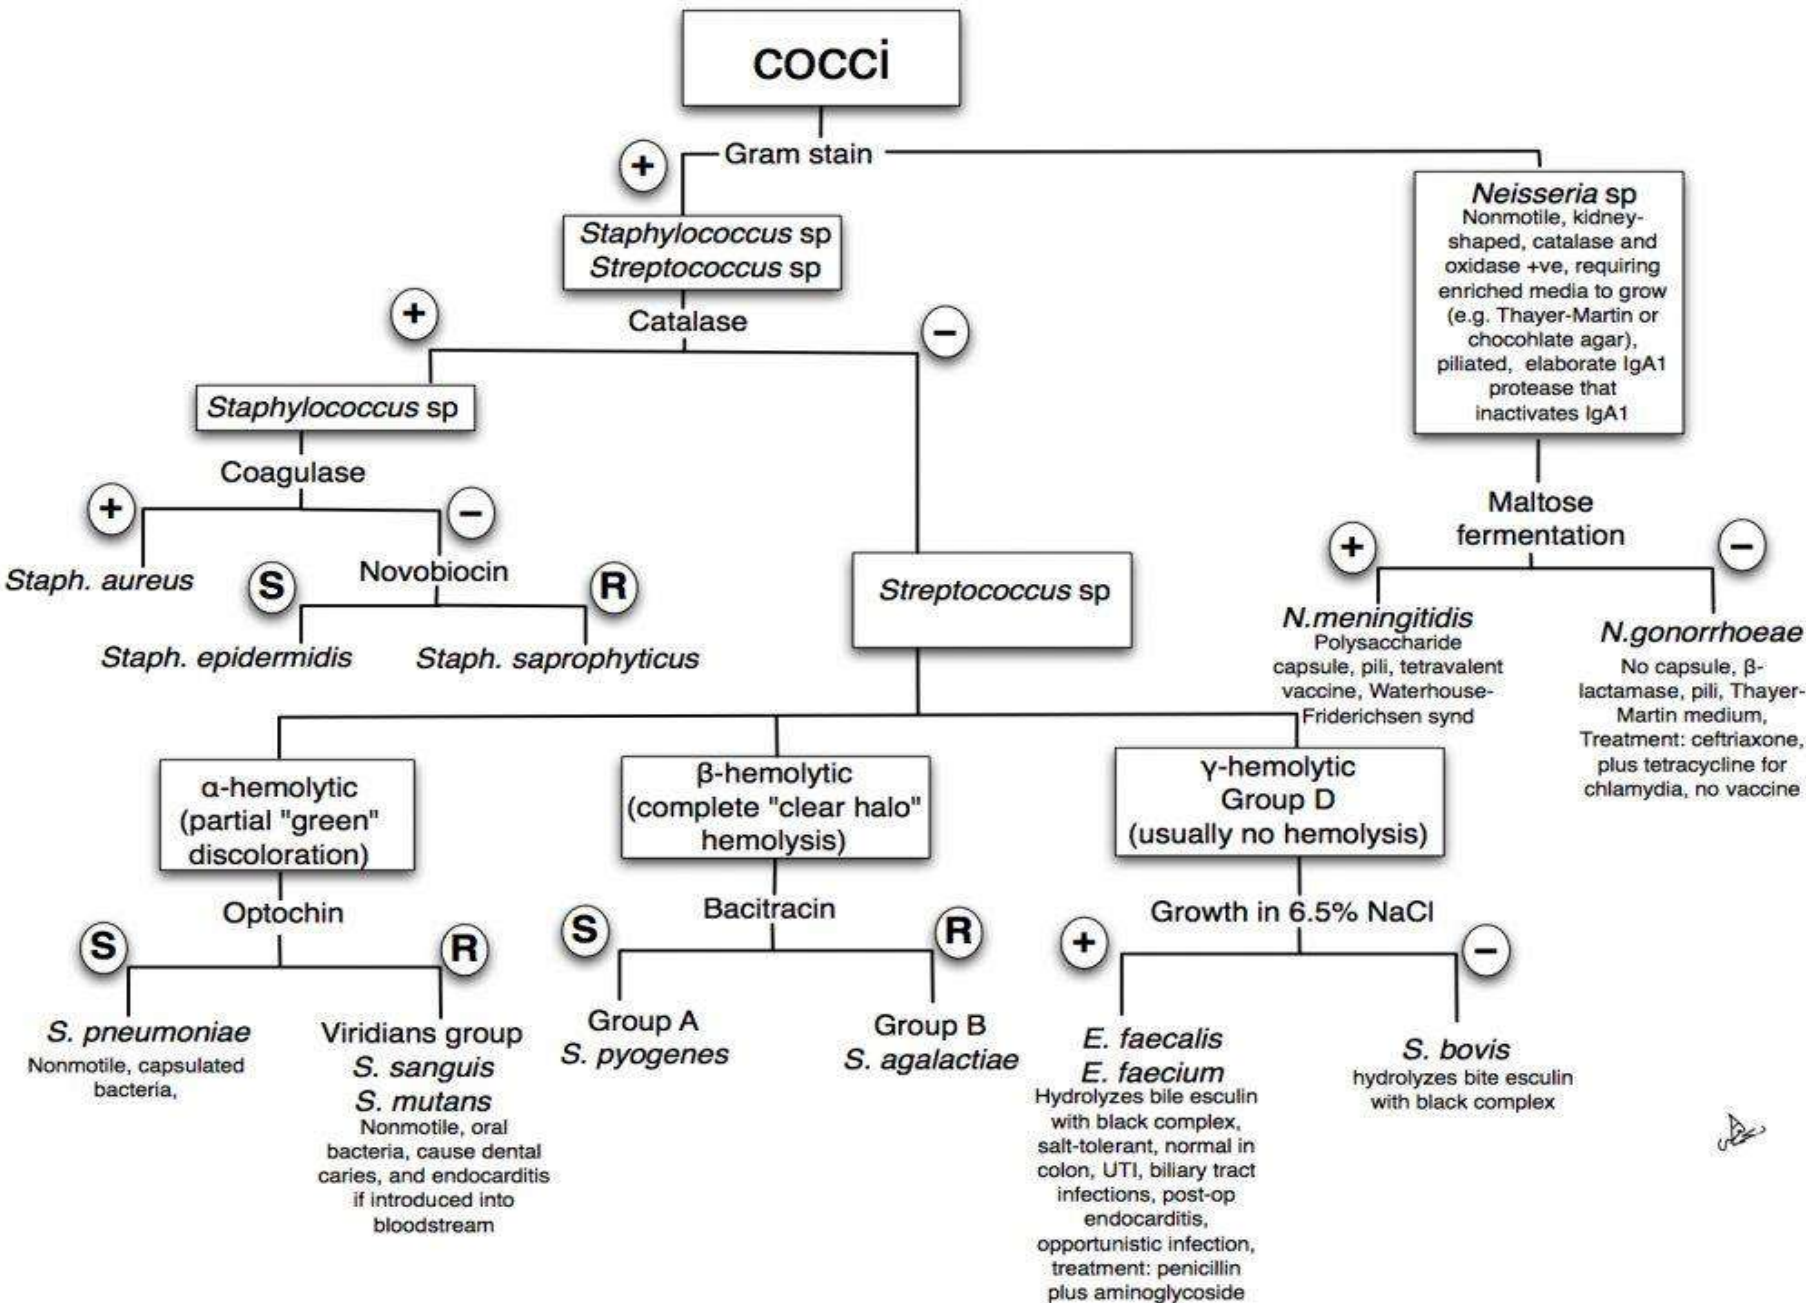 cocci
+
Gram stain
Staphylococcus sp
Streptococcus sp
Neisseria sp
Nonmotile, kidney-
shaped, catalase and
oxidase +ve, requiring
enriched media to grow
(e.g. Thayer-Martin or
chocohlate agar),
piliated, elaborate IgA1
protease that
inactivates IgA1
+
Catalase
−
Staphylococcus sp
Coagulase
+
−
Staph. aureus
S
Novobiocin
R
Staph. epidermidis
Staph. saprophyticus
Streptococcus sp
Maltose
fermentation
+
−
N.meningitidis
Polysaccharide
capsule, pili, tetravalent
vaccine, Waterhouse-
Friderichsen synd
N.gonorrhoeae
No capsule, β-
lactamase, pili, Thayer-
Martin medium,
Treatment: ceftriaxone,
plus tetracycline for
chlamydia, no vaccine
α-hemolytic
(partial "green"
discoloration)
β-hemolytic
(complete "clear halo"
hemolysis)
γ-hemolytic
Group D
(usually no hemolysis)
Optochin
S
R
S. pneumoniae
Nonmotile, capsulated
bacteria,
Viridians group
S. sanguis
S. mutans
Nonmotile, oral
bacteria, cause dental
caries, and endocarditis
if introduced into
bloodstream
Bacitracin
S
R
Group A
S. pyogenes
Group B
S. agalactiae
Growth in 6.5% NaCl
+
−
E. faecalis
E. faecium
Hydrolyzes bile esculin
with black complex,
salt-tolerant, normal in
colon, UTI, biliary tract
infections, post-op
endocarditis,
opportunistic infection,
treatment: penicillin
plus aminoglycoside
S. bovis
hydrolyzes bite esculin
with black complex